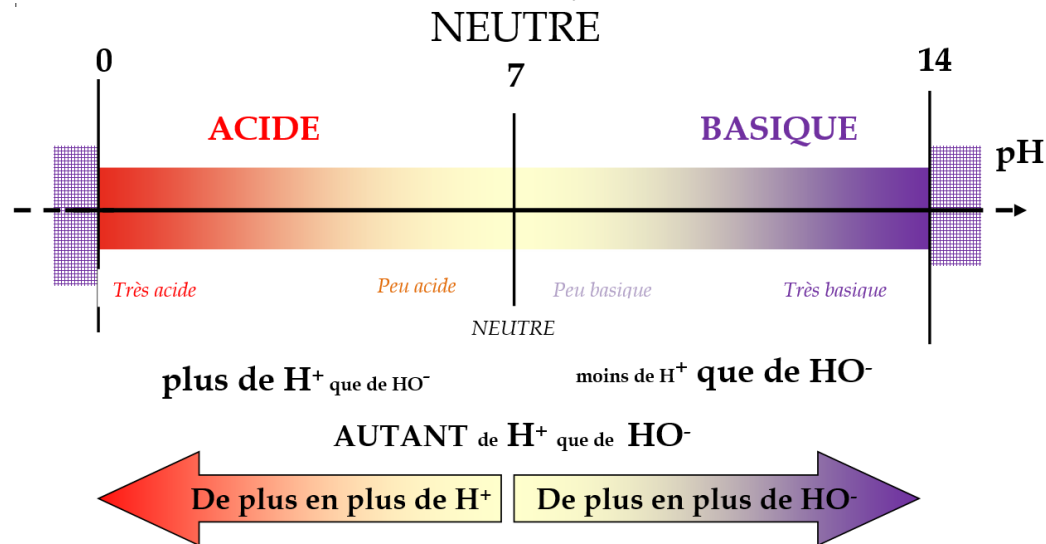 NEUTRE
0
7
14
ACIDE
BASIQUE
pH
Très acide
Peu acide
Peu basique
Très basique
NEUTRE
plus de H⁺ que de HO⁻
moins de H⁺ que de HO⁻
AUTANT de H⁺ que de HO⁻
De plus en plus de H⁺
De plus en plus de HO⁻